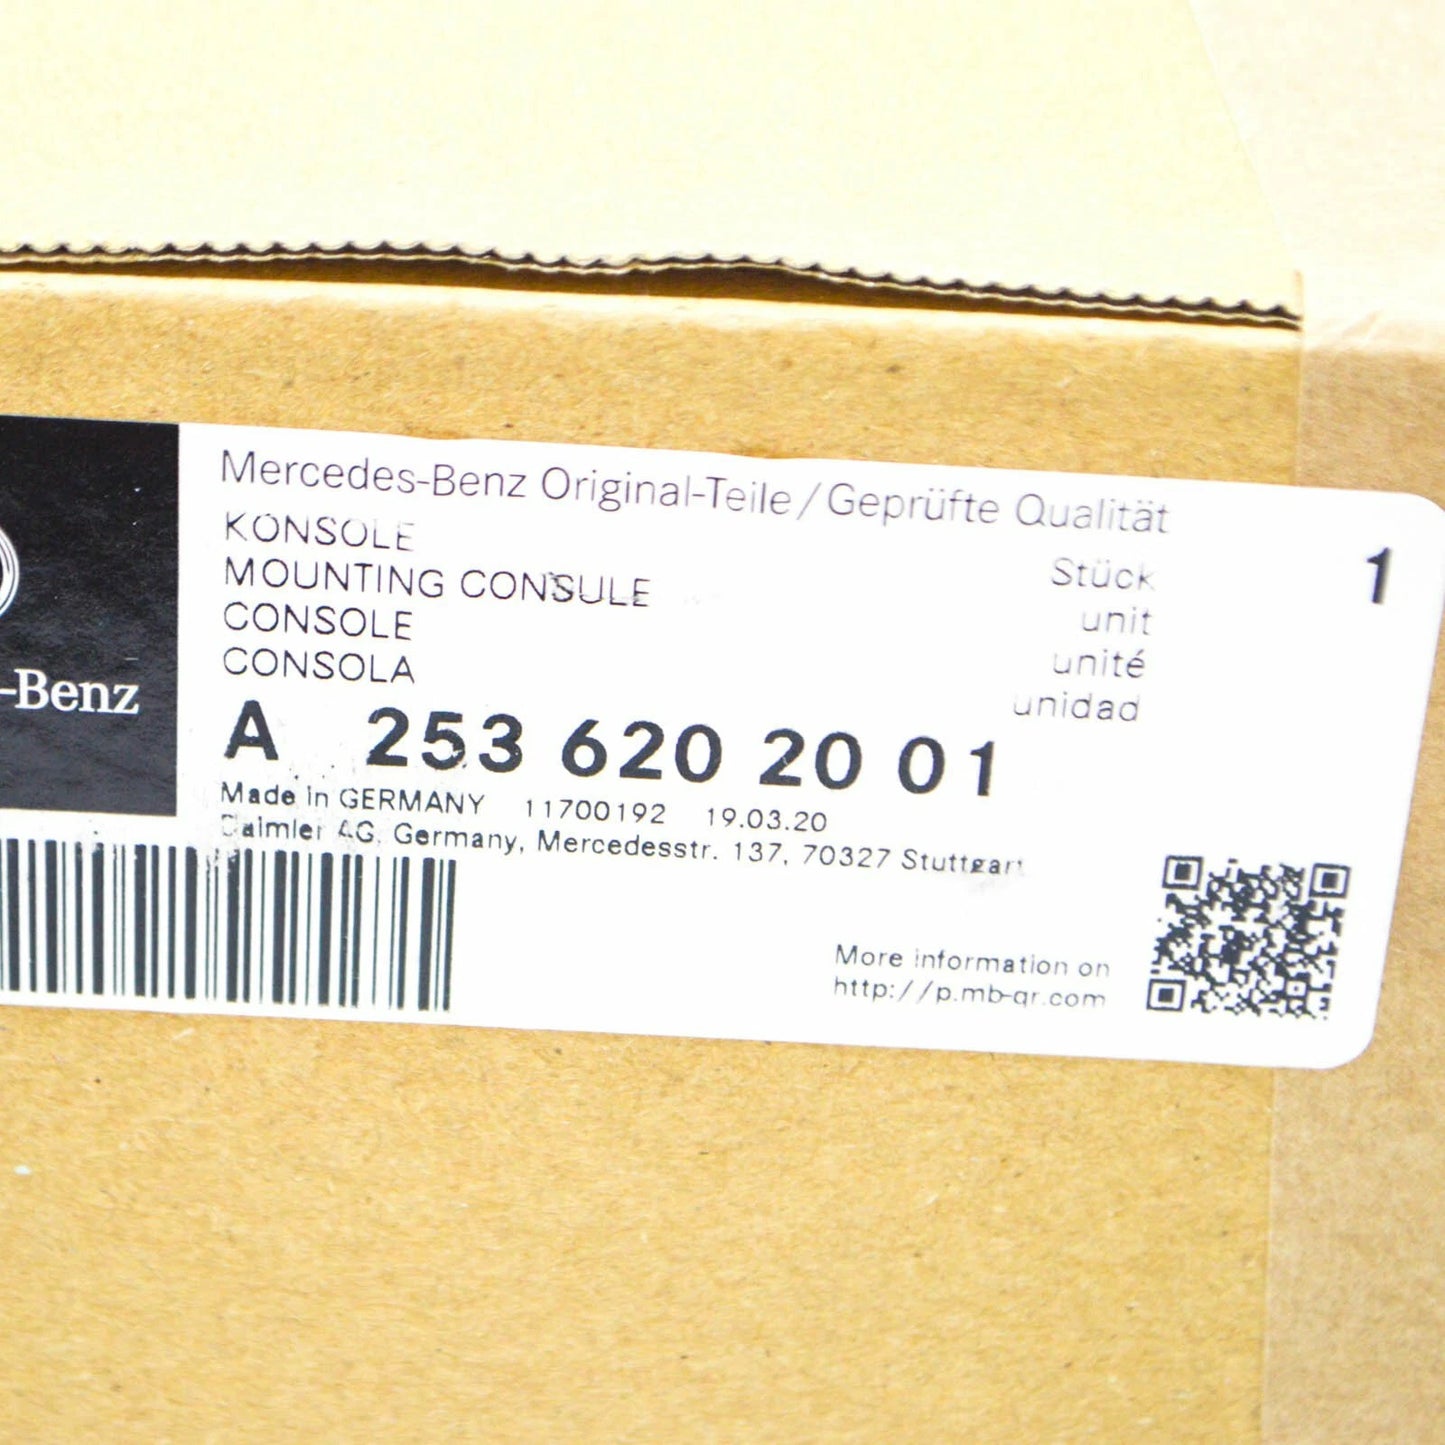 -Benz
Mercedes-Benz Original-Teile / Geprüfte Qualität
KONSOLE
MOUNTING CONSULE
CONSOLE
CONSOLA
Stück 1
unit
unité
unidad
A 253 620 20 01
Made in GERMANY 11700192 19.03.20
Daimler AG, Germany, Mercedesstr. 137, 70327 Stuttgart
More information on
http://p.mb-qr.com